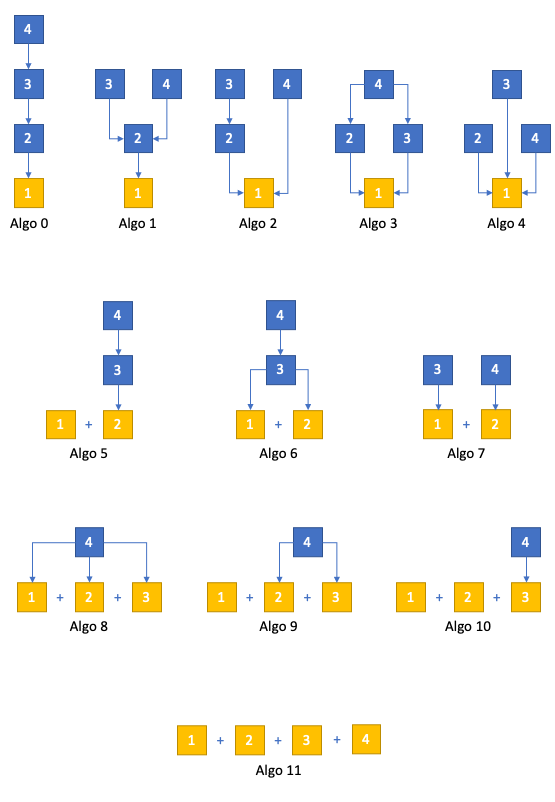 4
3
2
1
Algo 0
3 4
2
1
Algo 1
3 4
2
1
Algo 2
4
2 3
1
Algo 3
3
2 4
1
Algo 4
4
3
1 + 2
Algo 5
4
3
1 + 2
Algo 6
3 4
1 + 2
Algo 7
4
1 + 2 + 3
Algo 8
4
1 + 2 + 3
Algo 9
4
1 + 2 + 3
Algo 10
1 + 2 + 3 + 4
Algo 11